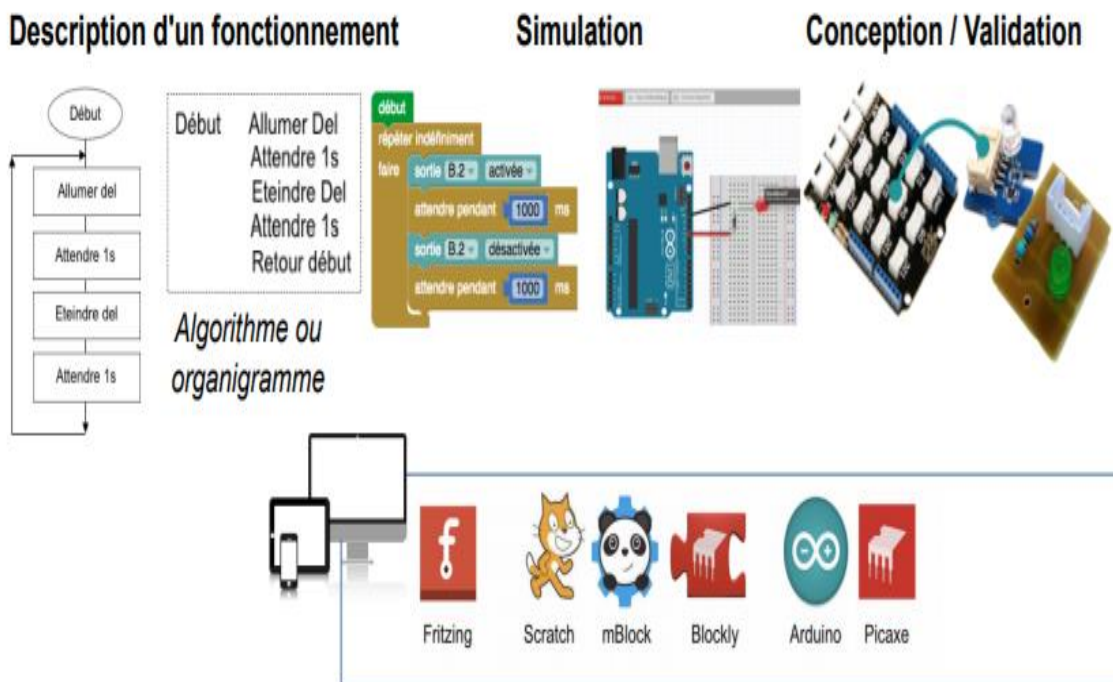 Description d'un fonctionnement
Simulation
Conception / Validation
Début
Allumer del
Attendre 1s
Eteindre del
Attendre 1s
Début Allumer Del
Attendre 1s
Eteindre Del
Attendre 1s
Retour début
Algorithme ou
organigramme
début
répéter indéfiniment
faire sortie B.2 activée
attendre pendant 1000 ms
sortie B.2 désactivée
attendre pendant 1000 ms
Fritzing
Scratch
mBlock
Blockly
Arduino
Picaxe